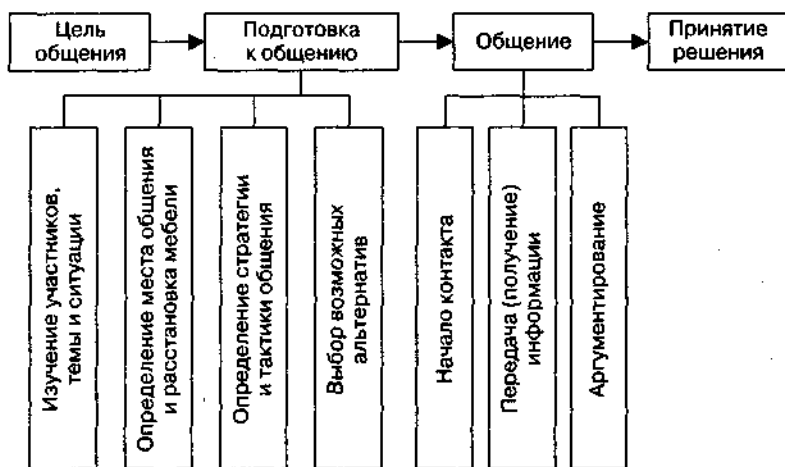 Цель
общения
Подготовка
к общению
Общение
Принятие
решения
Изучение участников,
темы и ситуации
Определение места общения
и расстановка мебели
Определение стратегии
и тактики общения
Выбор возможных
альтернатив
Начало контакта
Передача (получение)
информации
Аргументирование